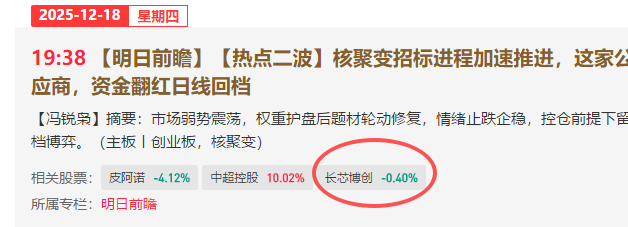 2025-12-18 星期四
19:38 【明日前瞻】【热点二波】核聚变招标进程加速推进，这家公
应商，资金翻红日线回档
【冯锐枭】摘要：市场弱势震荡，权重护盘后题材轮动修复，情绪止跌企稳，控仓前提下留
档博弈。（主板丨创业板，核聚变）
相关股票： 皮阿诺 -4.12% 中超控股 10.02% 长芯博创 -0.40%
所属专栏：明日前瞻